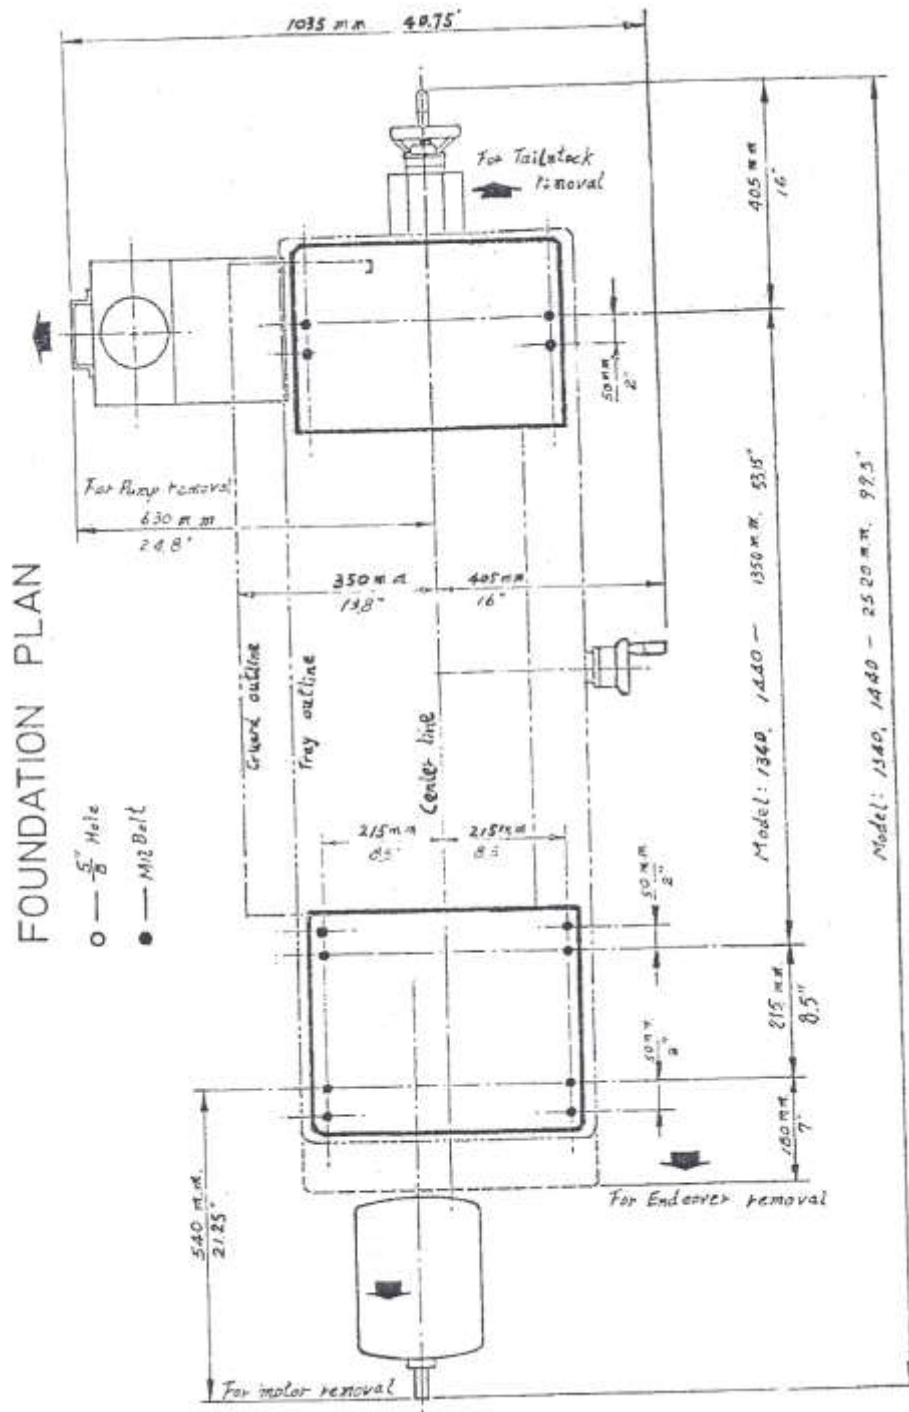 1035 mm 40.75"
For Tailstock
removal
405 mm
16"
50 mm
2"
For Pump removal
630 mm
24.8"
350 mm
13.8"
405 mm
16"
Model: 1340, 1440 — 1350 mm. 53.15"
Model: 1340, 1440 — 2520 mm. 99.5"
FOUNDATION PLAN
5/8" Hole
M12 Bolt
Guard outline
Tray outline
Center line
215 mm
8.5"
215 mm
8.5
50 mm
2"
215 mm
8.5"
50 m.
2"
180 mm
7"
For Endcover removal
540 m.m.
21.25"
For motor removal